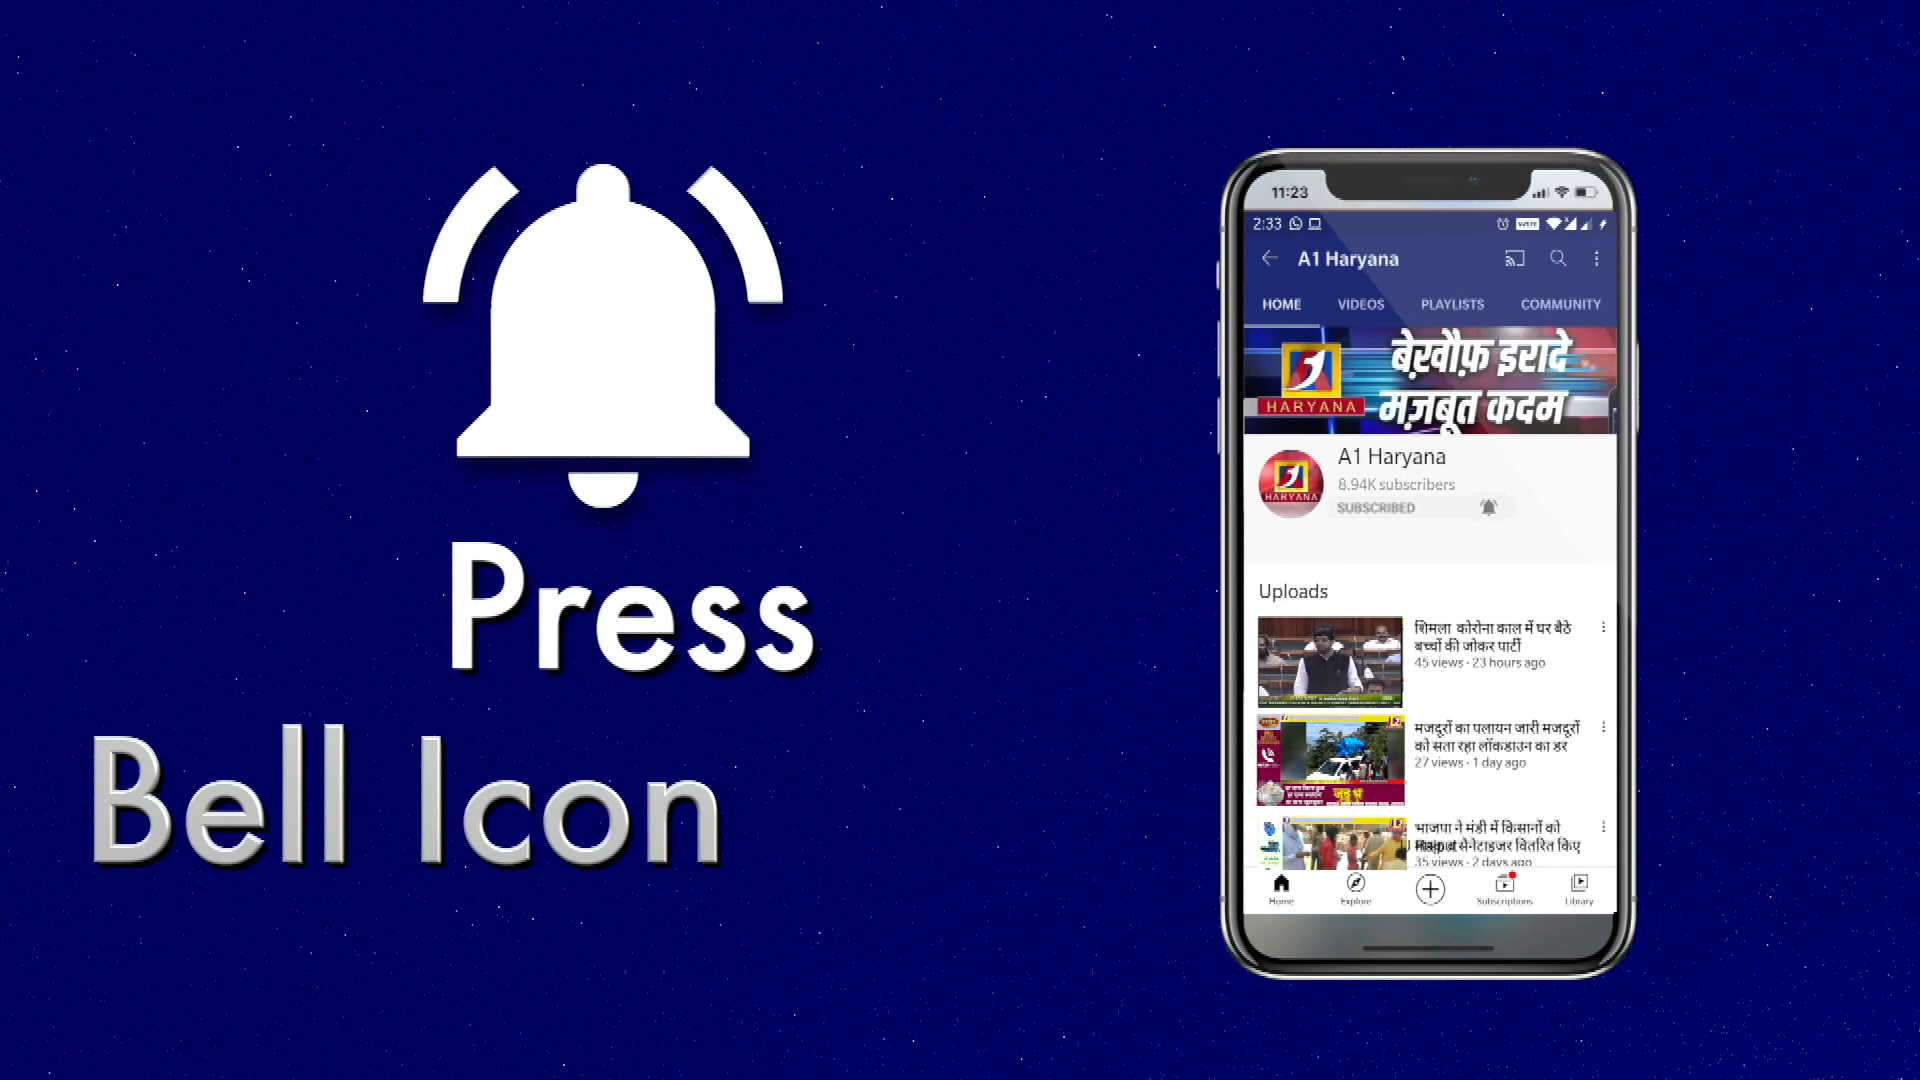 Press
Bell Icon
11:23
2:33
A1 Haryana
HOME VIDEOS PLAYLISTS COMMUNITY
बेख़ौफ़ इरादे
मज़बूत कदम
HARYANA
A1 Haryana
8.94K subscribers
SUBSCRIBED
HARYANA
Uploads
शिमला कोरोना काल में घर बैठे
बच्चों की जोकर पार्टी
45 views · 23 hours ago
मजदूरों का पलायन जारी मजदूरों
को सता रहा लॉकडाउन का डर
27 views · 1 day ago
भाजपा ने मंडी में किसानों को
सेनेटाइजर वितरित किए
35 views · 2 days ago
Home Explore Subscriptions Library